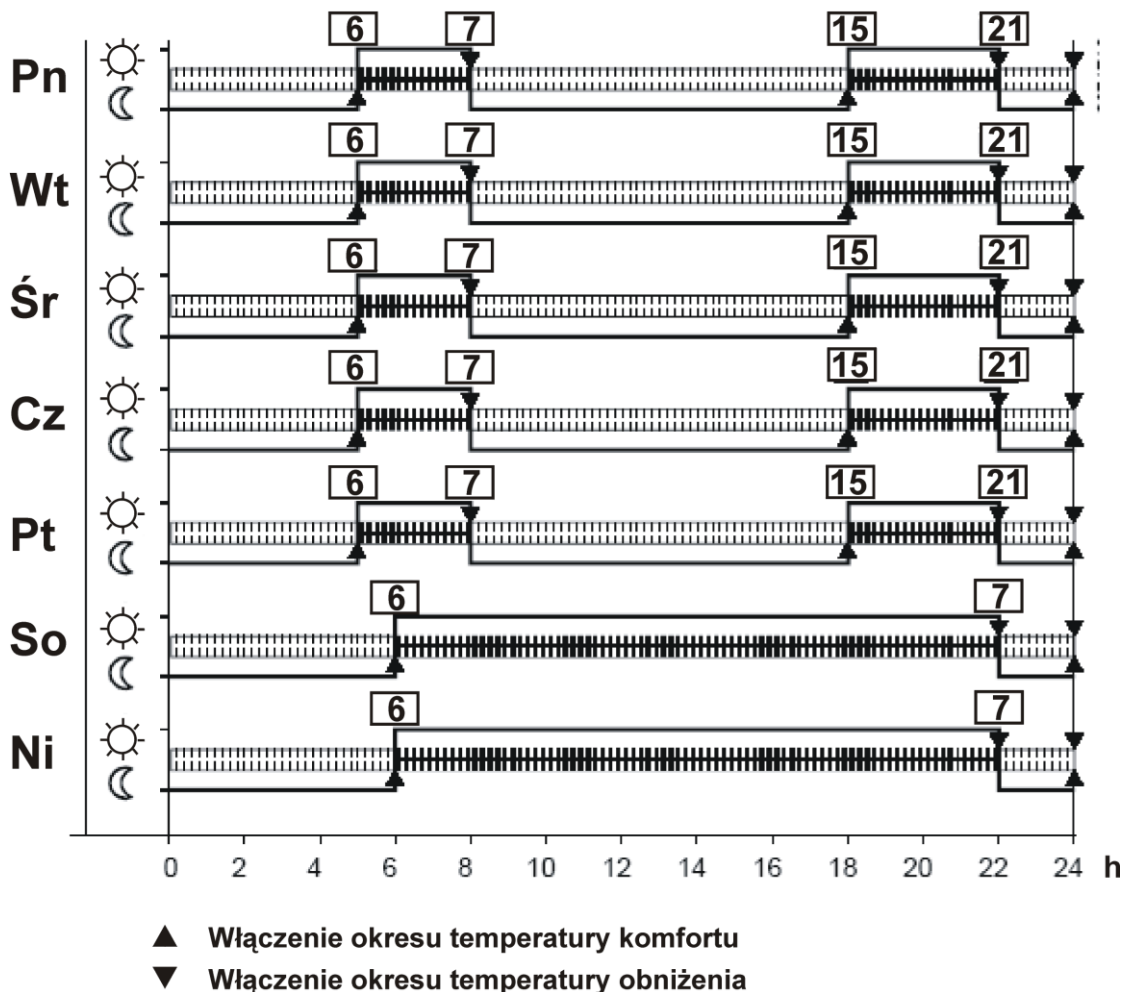 6 7 15 21
Pn
6 7 15 21
Wt
6 7 15 21
Śr
6 7 15 21
Cz
6 7 15 21
Pt
6 7
So
6 7
Ni
0 2 4 6 8 10 12 14 16 18 20 22 24 h
▲ Włączenie okresu temperatury komfortu
▼ Włączenie okresu temperatury obniżenia